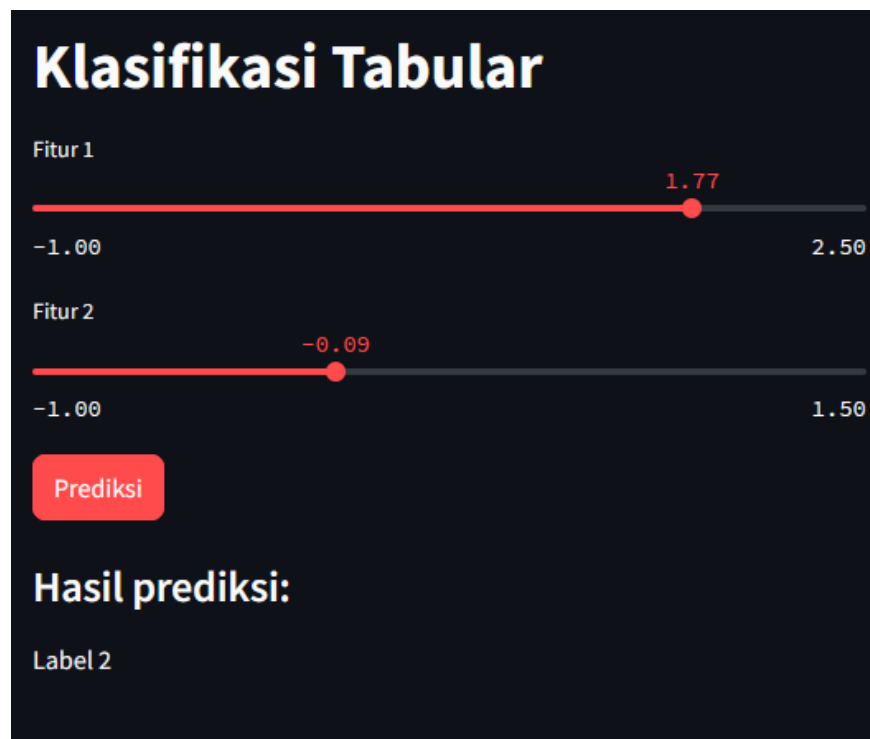 Klasifikasi Tabular
Fitur 1
1.77
-1.00 2.50
Fitur 2
-0.09
-1.00 1.50
Prediksi
Hasil prediksi:
Label 2